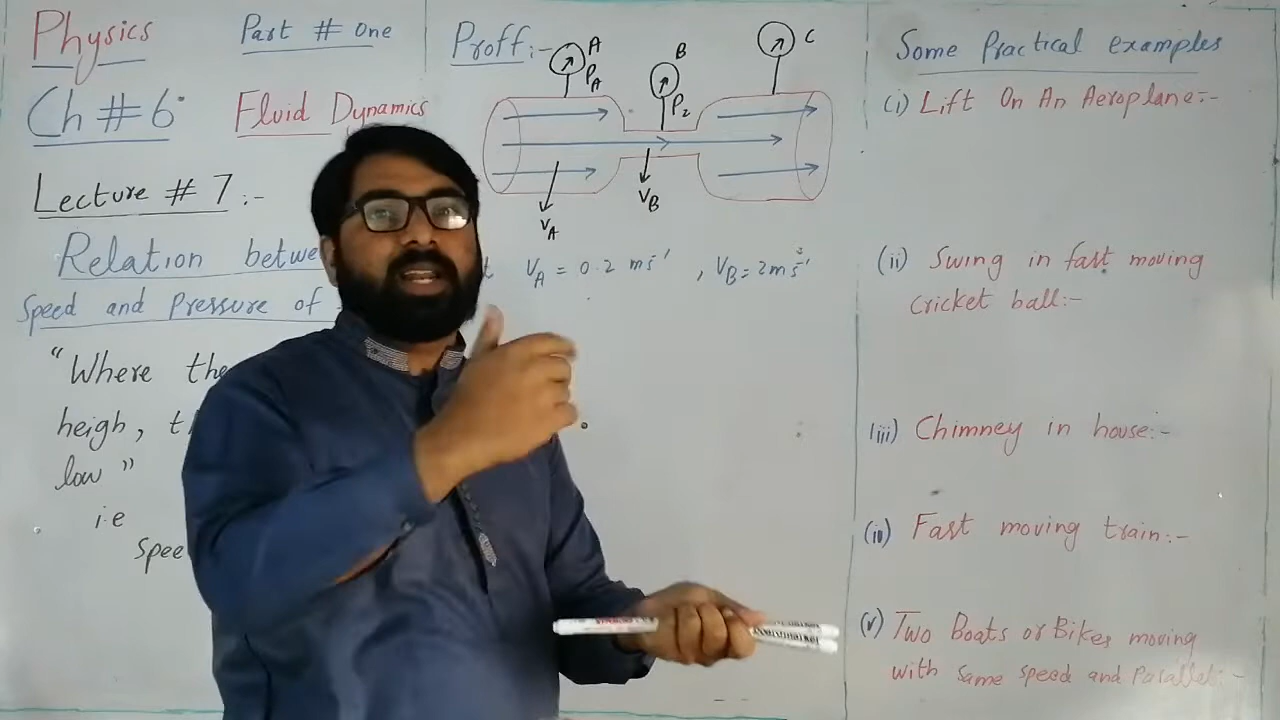 Physics
Part # One
Ch # 6
Fluid Dynamics
Lecture # 7 :-
Relation betwe
Speed and Pressure of
"Where the
heigh, t
low"
i.e
Spee
Proff:-
A
P_A
B
P_2
C
V_A
V_B
V_A = 0.2 ms⁻¹ , V_B = 2ms⁻¹
Some Practical examples
(i) Lift On An Aeroplane:-
(ii) Swing in fast moving
cricket ball:-
(iii) Chimney in house:-
(iv) Fast moving train:-
(v) Two Boats or Bikes moving
with same speed and Parallel:-